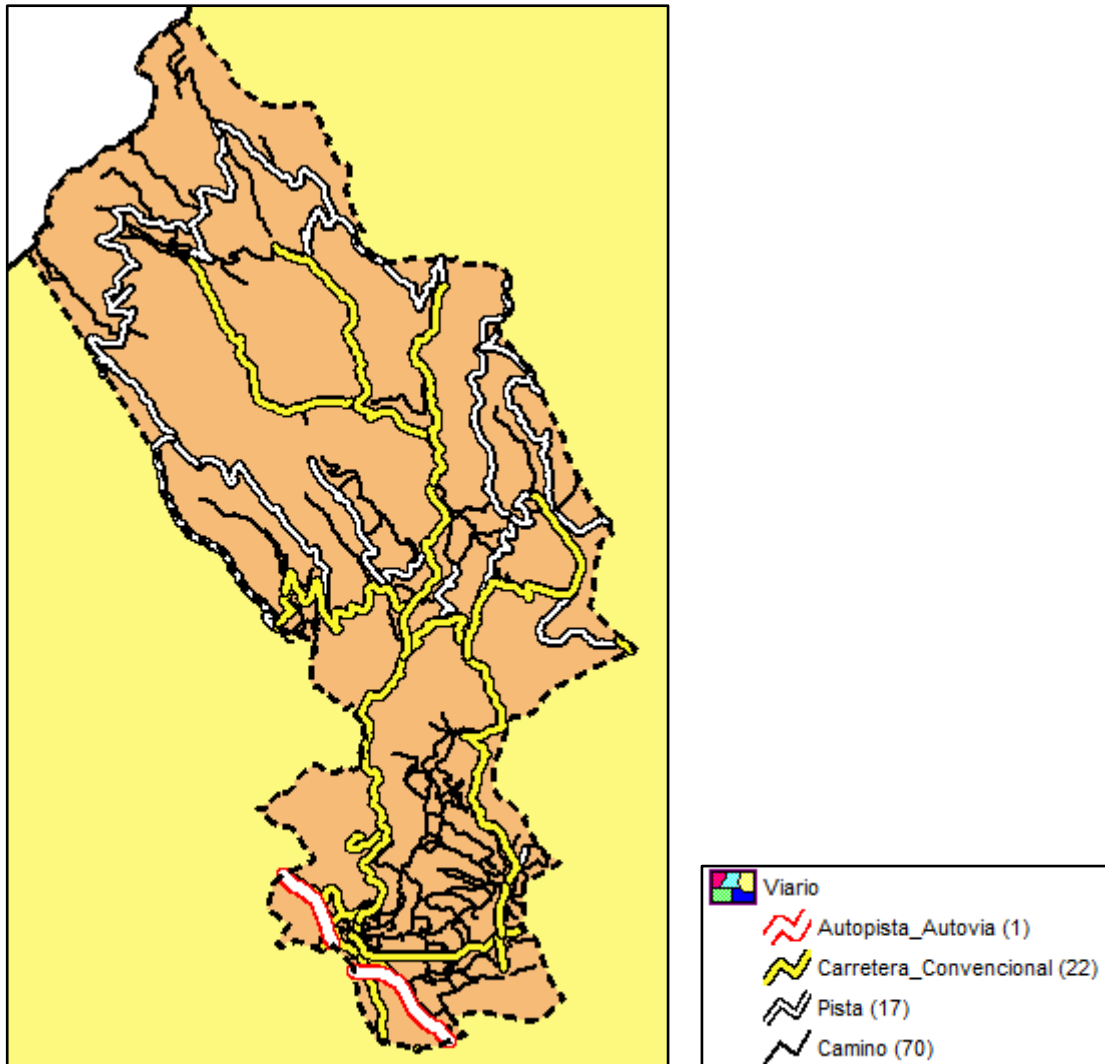 Viario
Autopista_Autovia (1)
Carretera_Convencional (22)
Pista (17)
Camino (70)